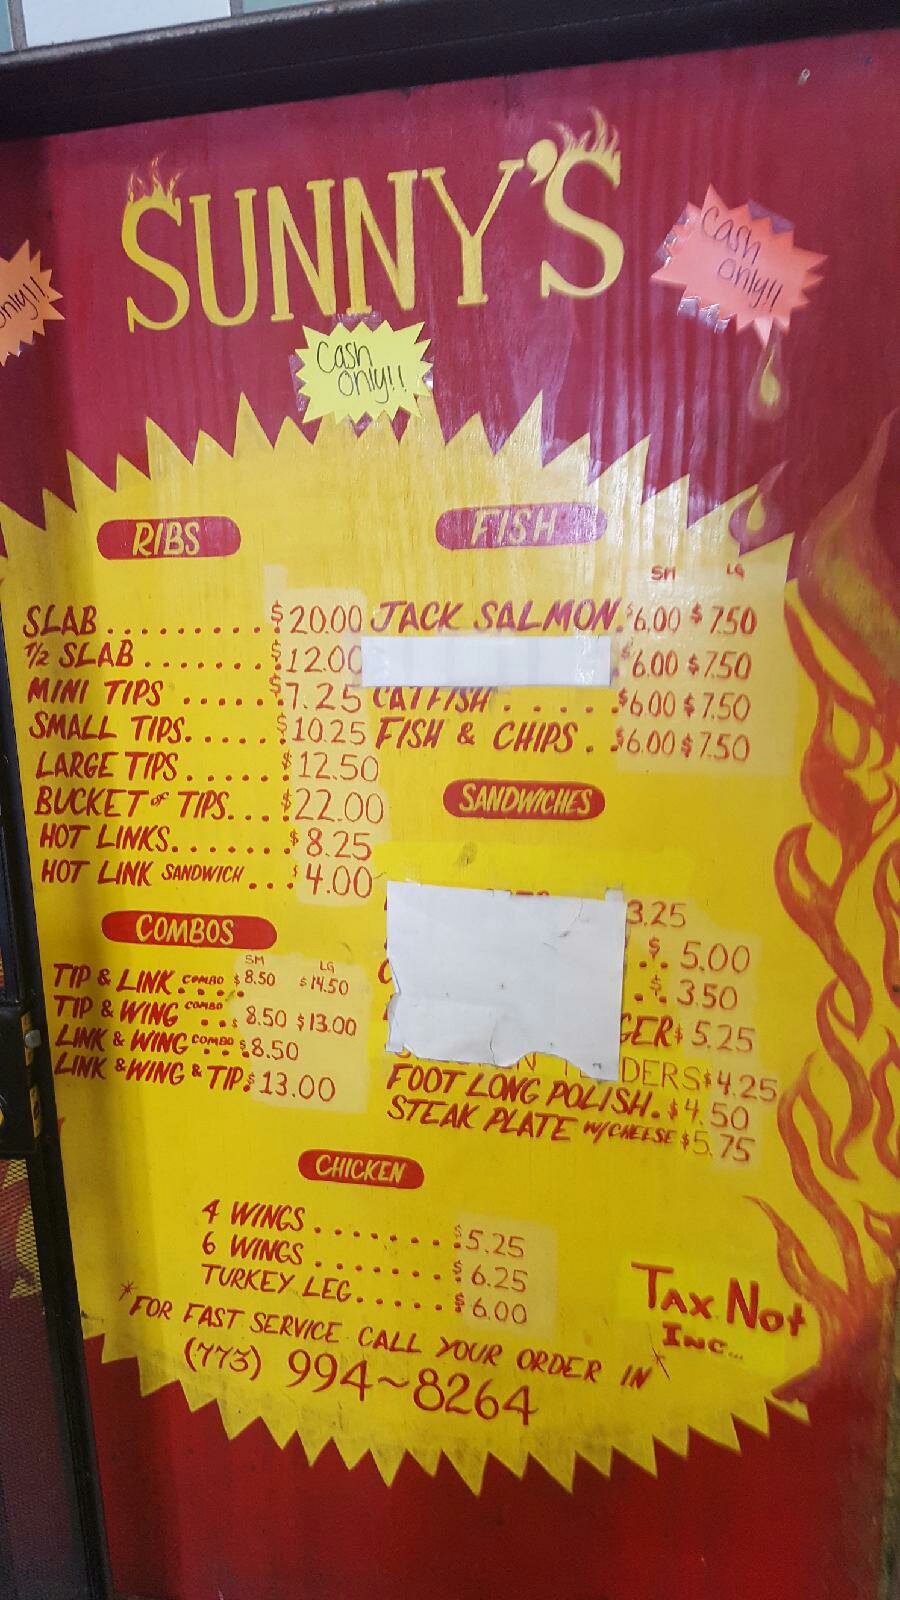 SUNNY'S
Cash
only!!
only!!
Cash
only!!
RIBS
SLAB ......... $20.00
1/2 SLAB ....... $12.00
MINI TIPS ..... $7.25
SMALL TIPS..... $10.25
LARGE TIPS ..... $12.50
BUCKET of TIPS... $22.00
HOT LINKS....... $8.25
HOT LINK SANDWICH ... $4.00
COMBOS
SM LG
TIP & LINK COMBO .... $8.50 $14.50
TIP & WING COMBO ... $8.50 $13.00
LINK & WING COMBO ... $8.50
LINK & WING & TIP $13.00
FISH
SM LG
JACK SALMON. $6.00 $7.50
$6.00 $7.50
CATFISH ..... $6.00 $7.50
FISH & CHIPS .. $6.00 $7.50
SANDWICHES
3.25
.$. 5.00
.$. 3.50
GER $5.25
DERS $4.25
FOOT LONG POLISH. $4.50
STEAK PLATE W/CHEESE $5.75
CHICKEN
4 WINGS ........ $5.25
6 WINGS ........ $6.25
TURKEY LEG..... $6.00
TAX Not
INC...
*FOR FAST SERVICE CALL YOUR ORDER IN*
(773) 994~8264